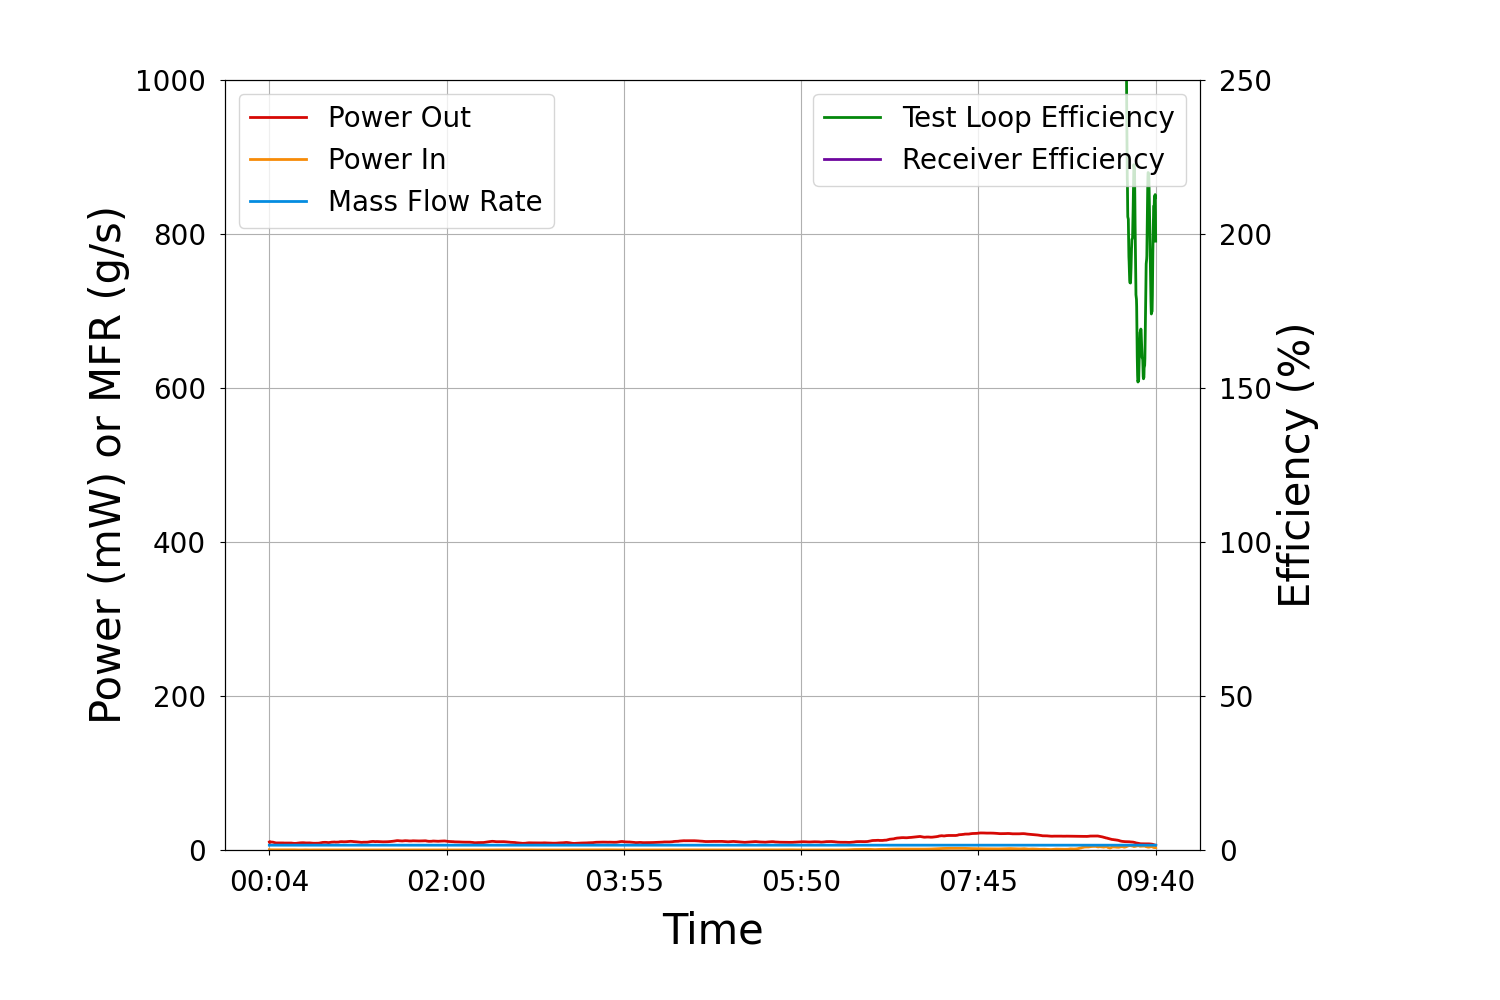 1000
800
600
400
200
0
Power (mW) or MFR (g/s)
Power Out
Power In
Mass Flow Rate
Test Loop Efficiency
Receiver Efficiency
250
200
150
100
50
0
Efficiency (%)
00:04 02:00 03:55 05:50 07:45 09:40
Time